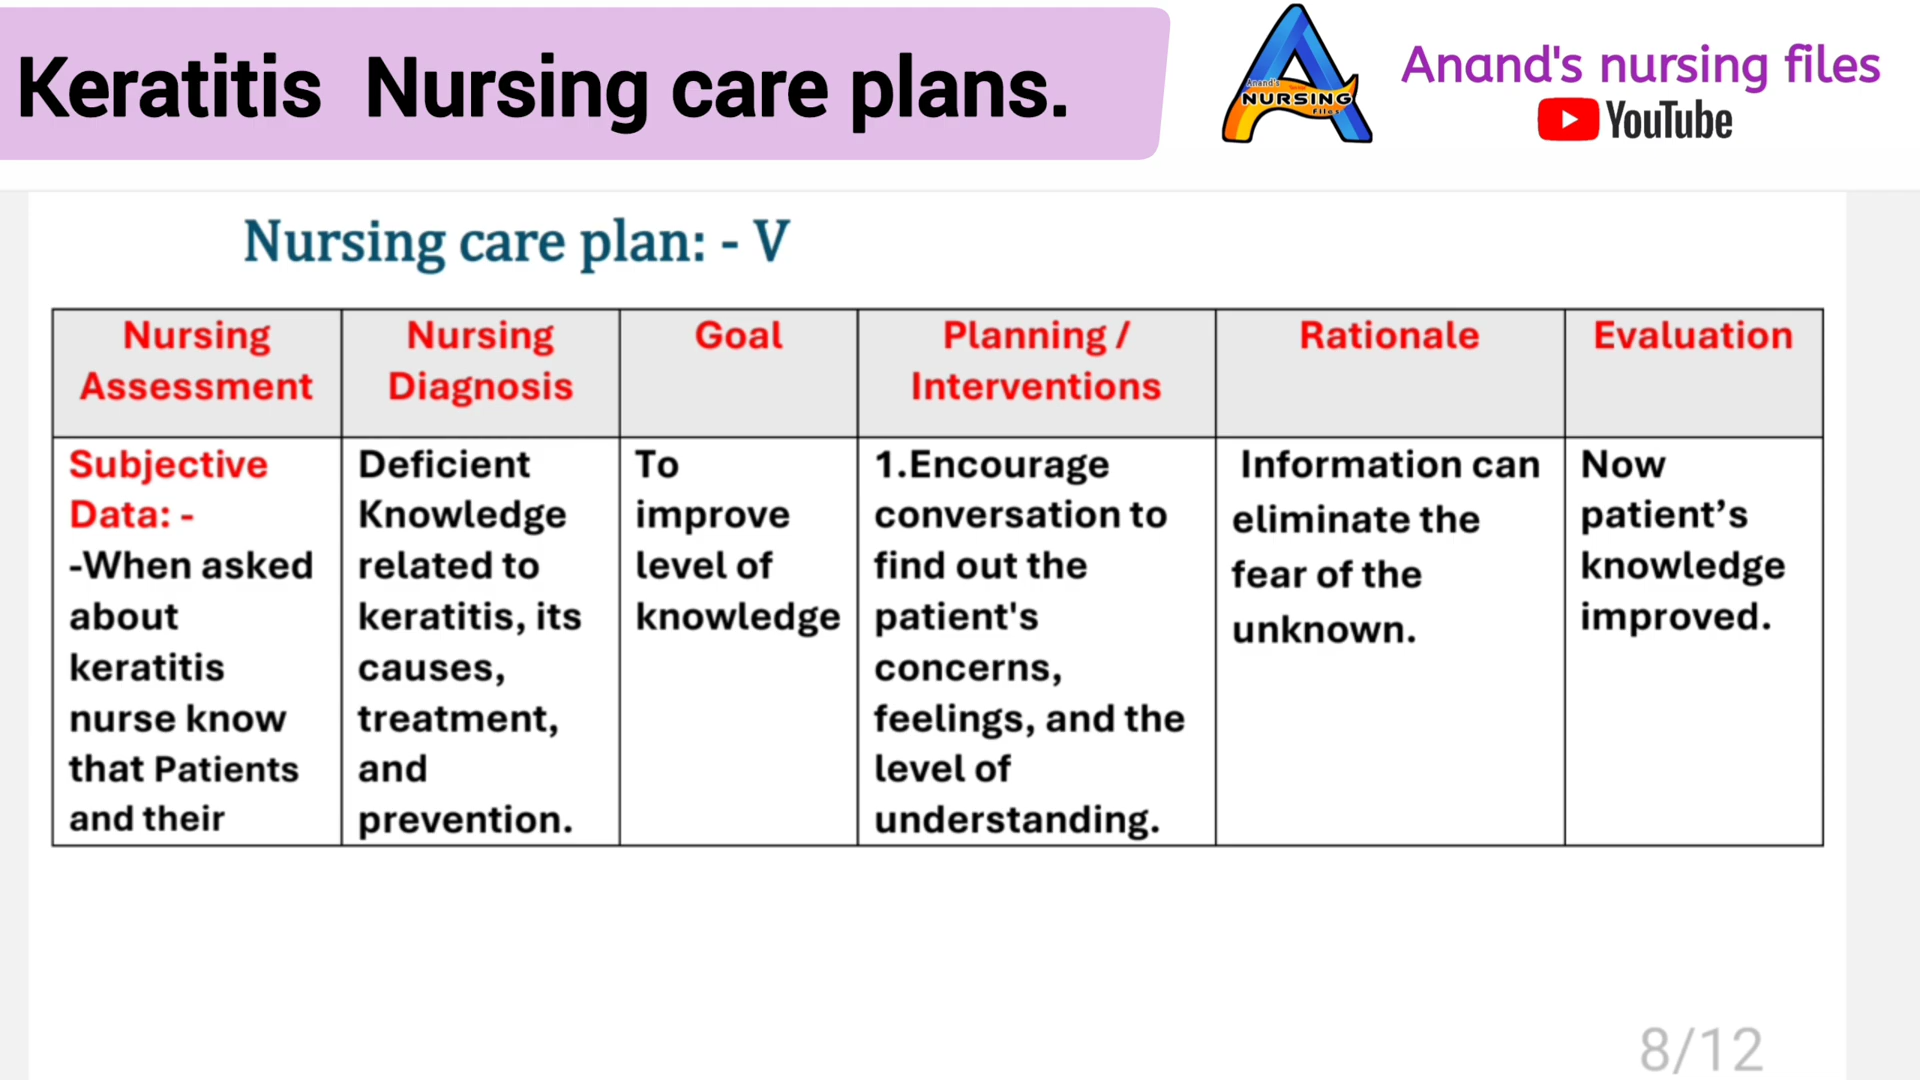 Keratitis Nursing care plans.
Anand's
NURSING
Files
Anand's nursing files
YouTube
Nursing care plan: - V
Nursing Assessment
Nursing Diagnosis
Goal
Planning / Interventions
Rationale
Evaluation
Subjective
Data: -
-When asked
about
keratitis
nurse know
that Patients
and their
Deficient
Knowledge
related to
keratitis, its
causes,
treatment,
and
prevention.
To
improve
level of
knowledge
1.Encourage
conversation to
find out the
patient's
concerns,
feelings, and the
level of
understanding.
Information can
eliminate the
fear of the
unknown.
Now
patient’s
knowledge
improved.
8/12